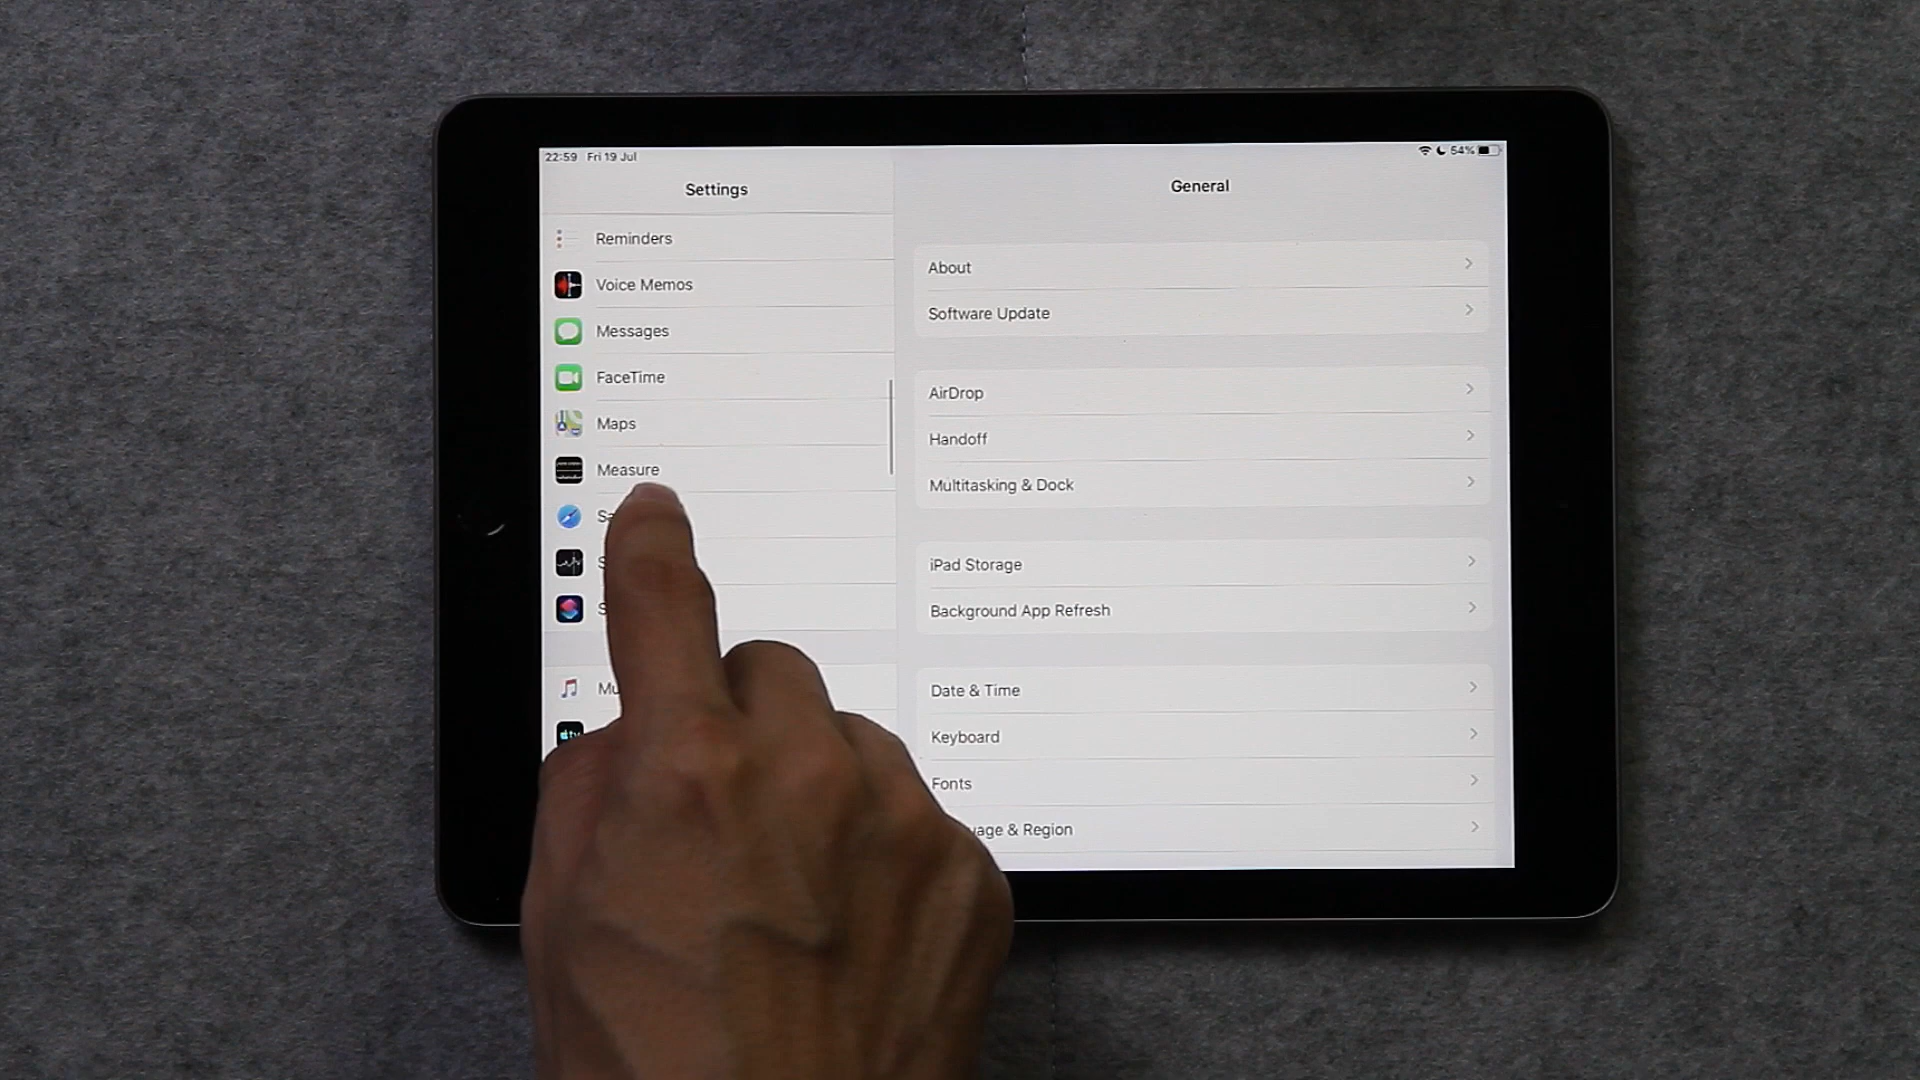 22:59 Fri 19 Jul
54%
Settings
Reminders
Voice Memos
Messages
FaceTime
Maps
Measure
General
About
Software Update
AirDrop
Handoff
Multitasking & Dock
iPad Storage
Background App Refresh
Date & Time
Keyboard
Fonts
& Region